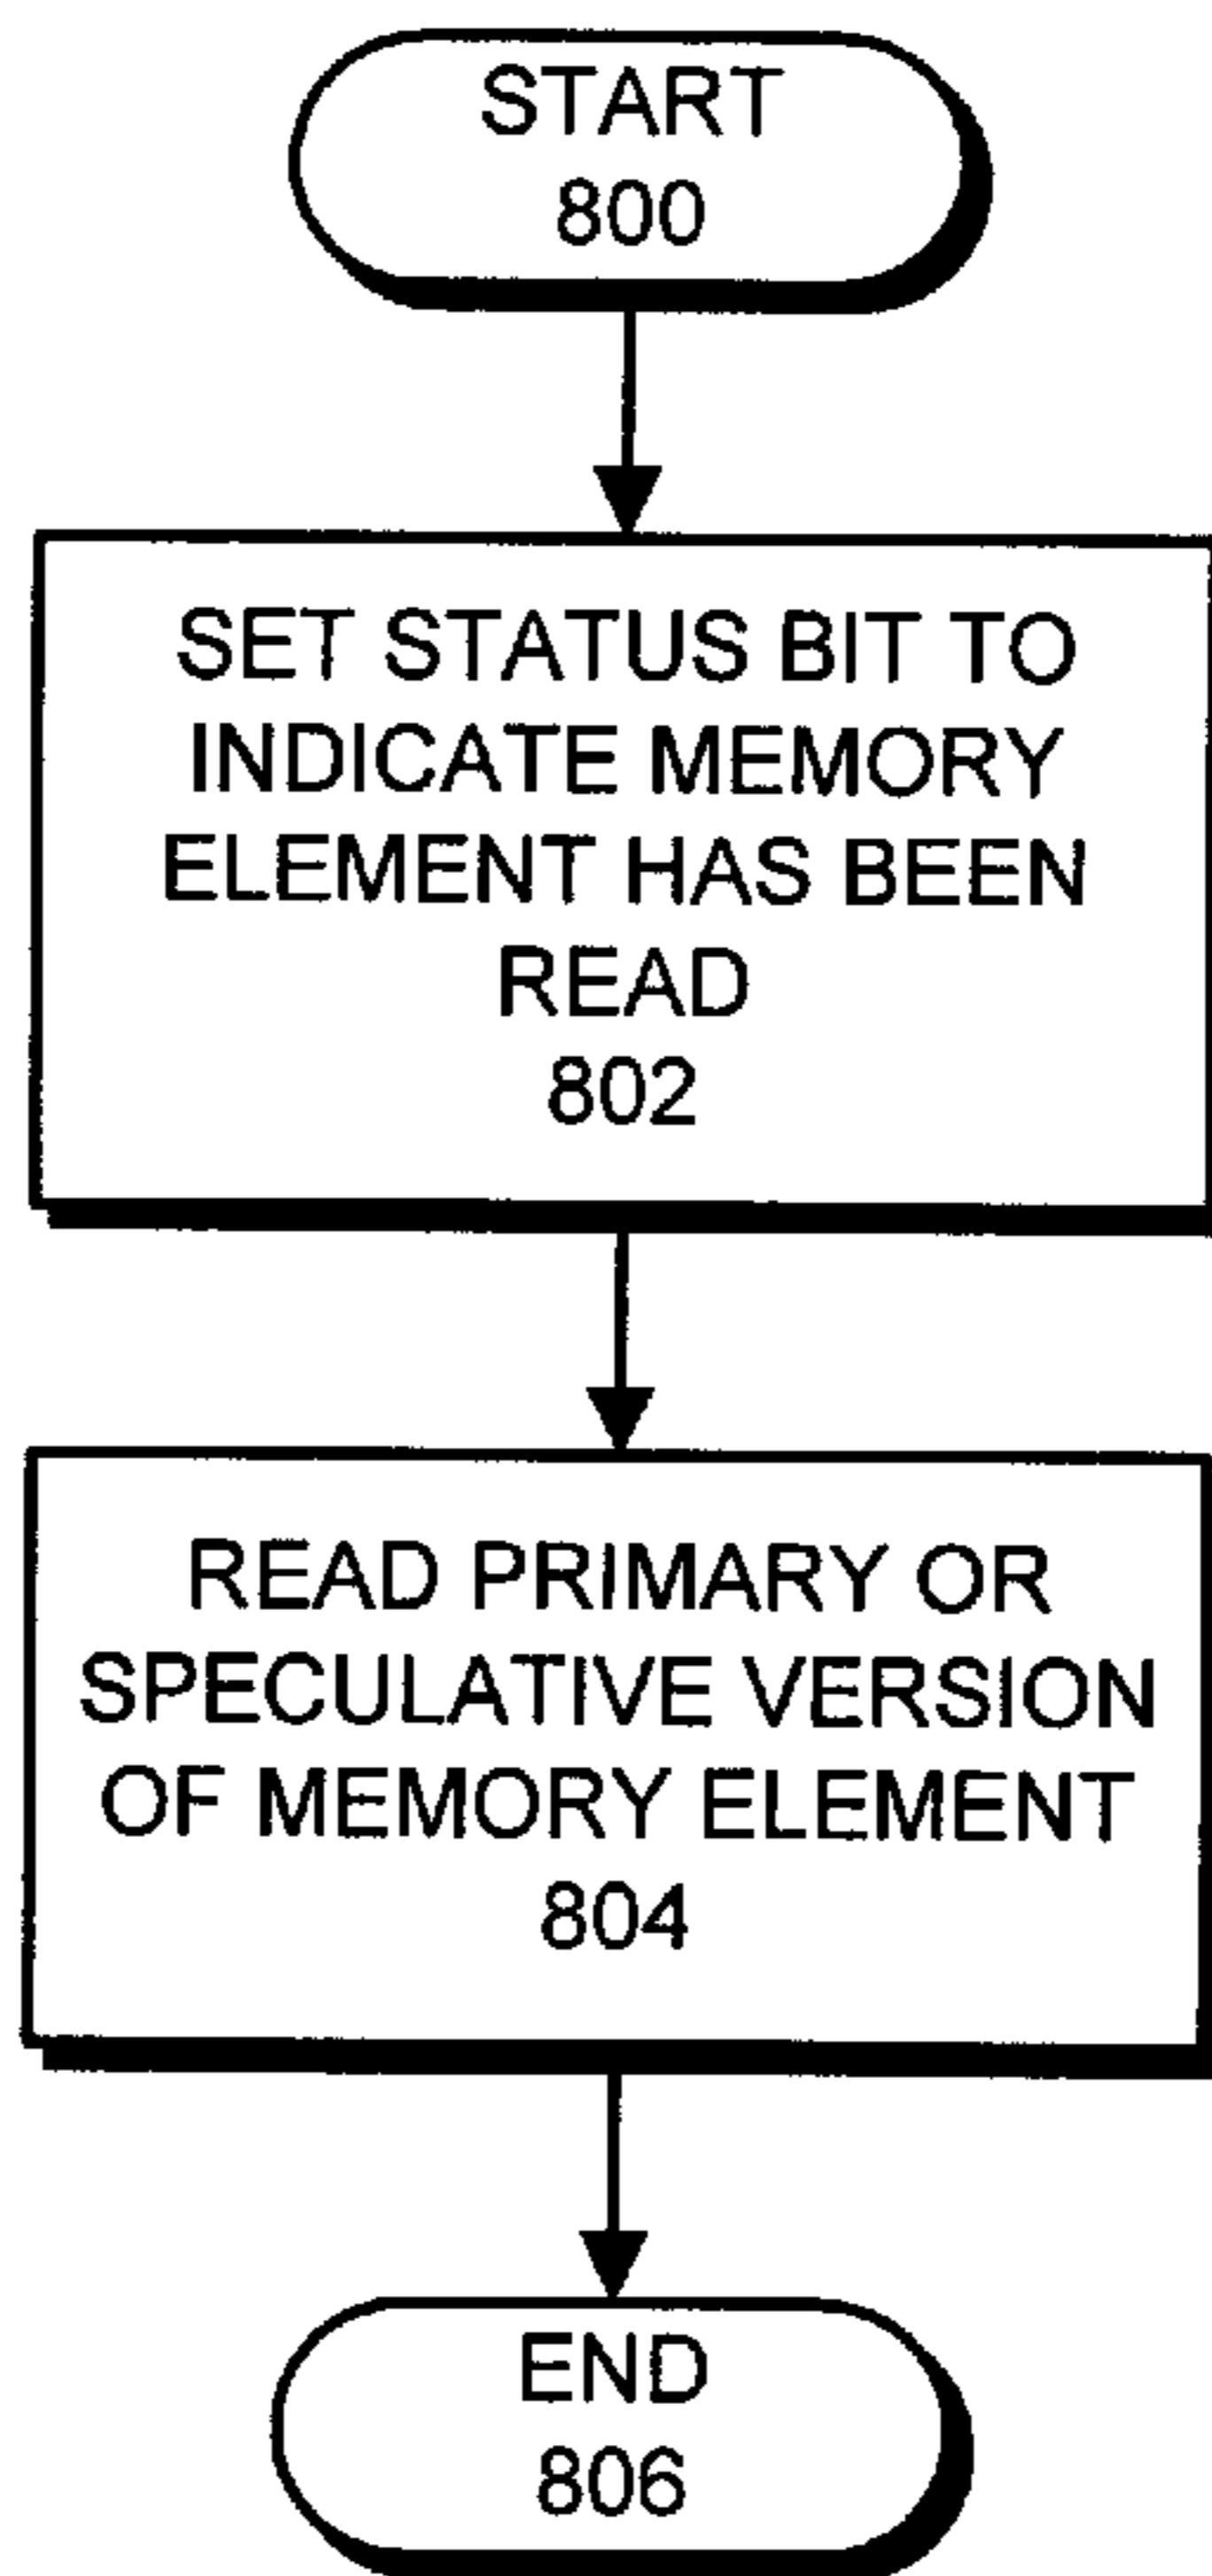 START
800
SET STATUS BIT TO
INDICATE MEMORY
ELEMENT HAS BEEN
READ
802
READ PRIMARY OR
SPECULATIVE VERSION
OF MEMORY ELEMENT
804
END
806